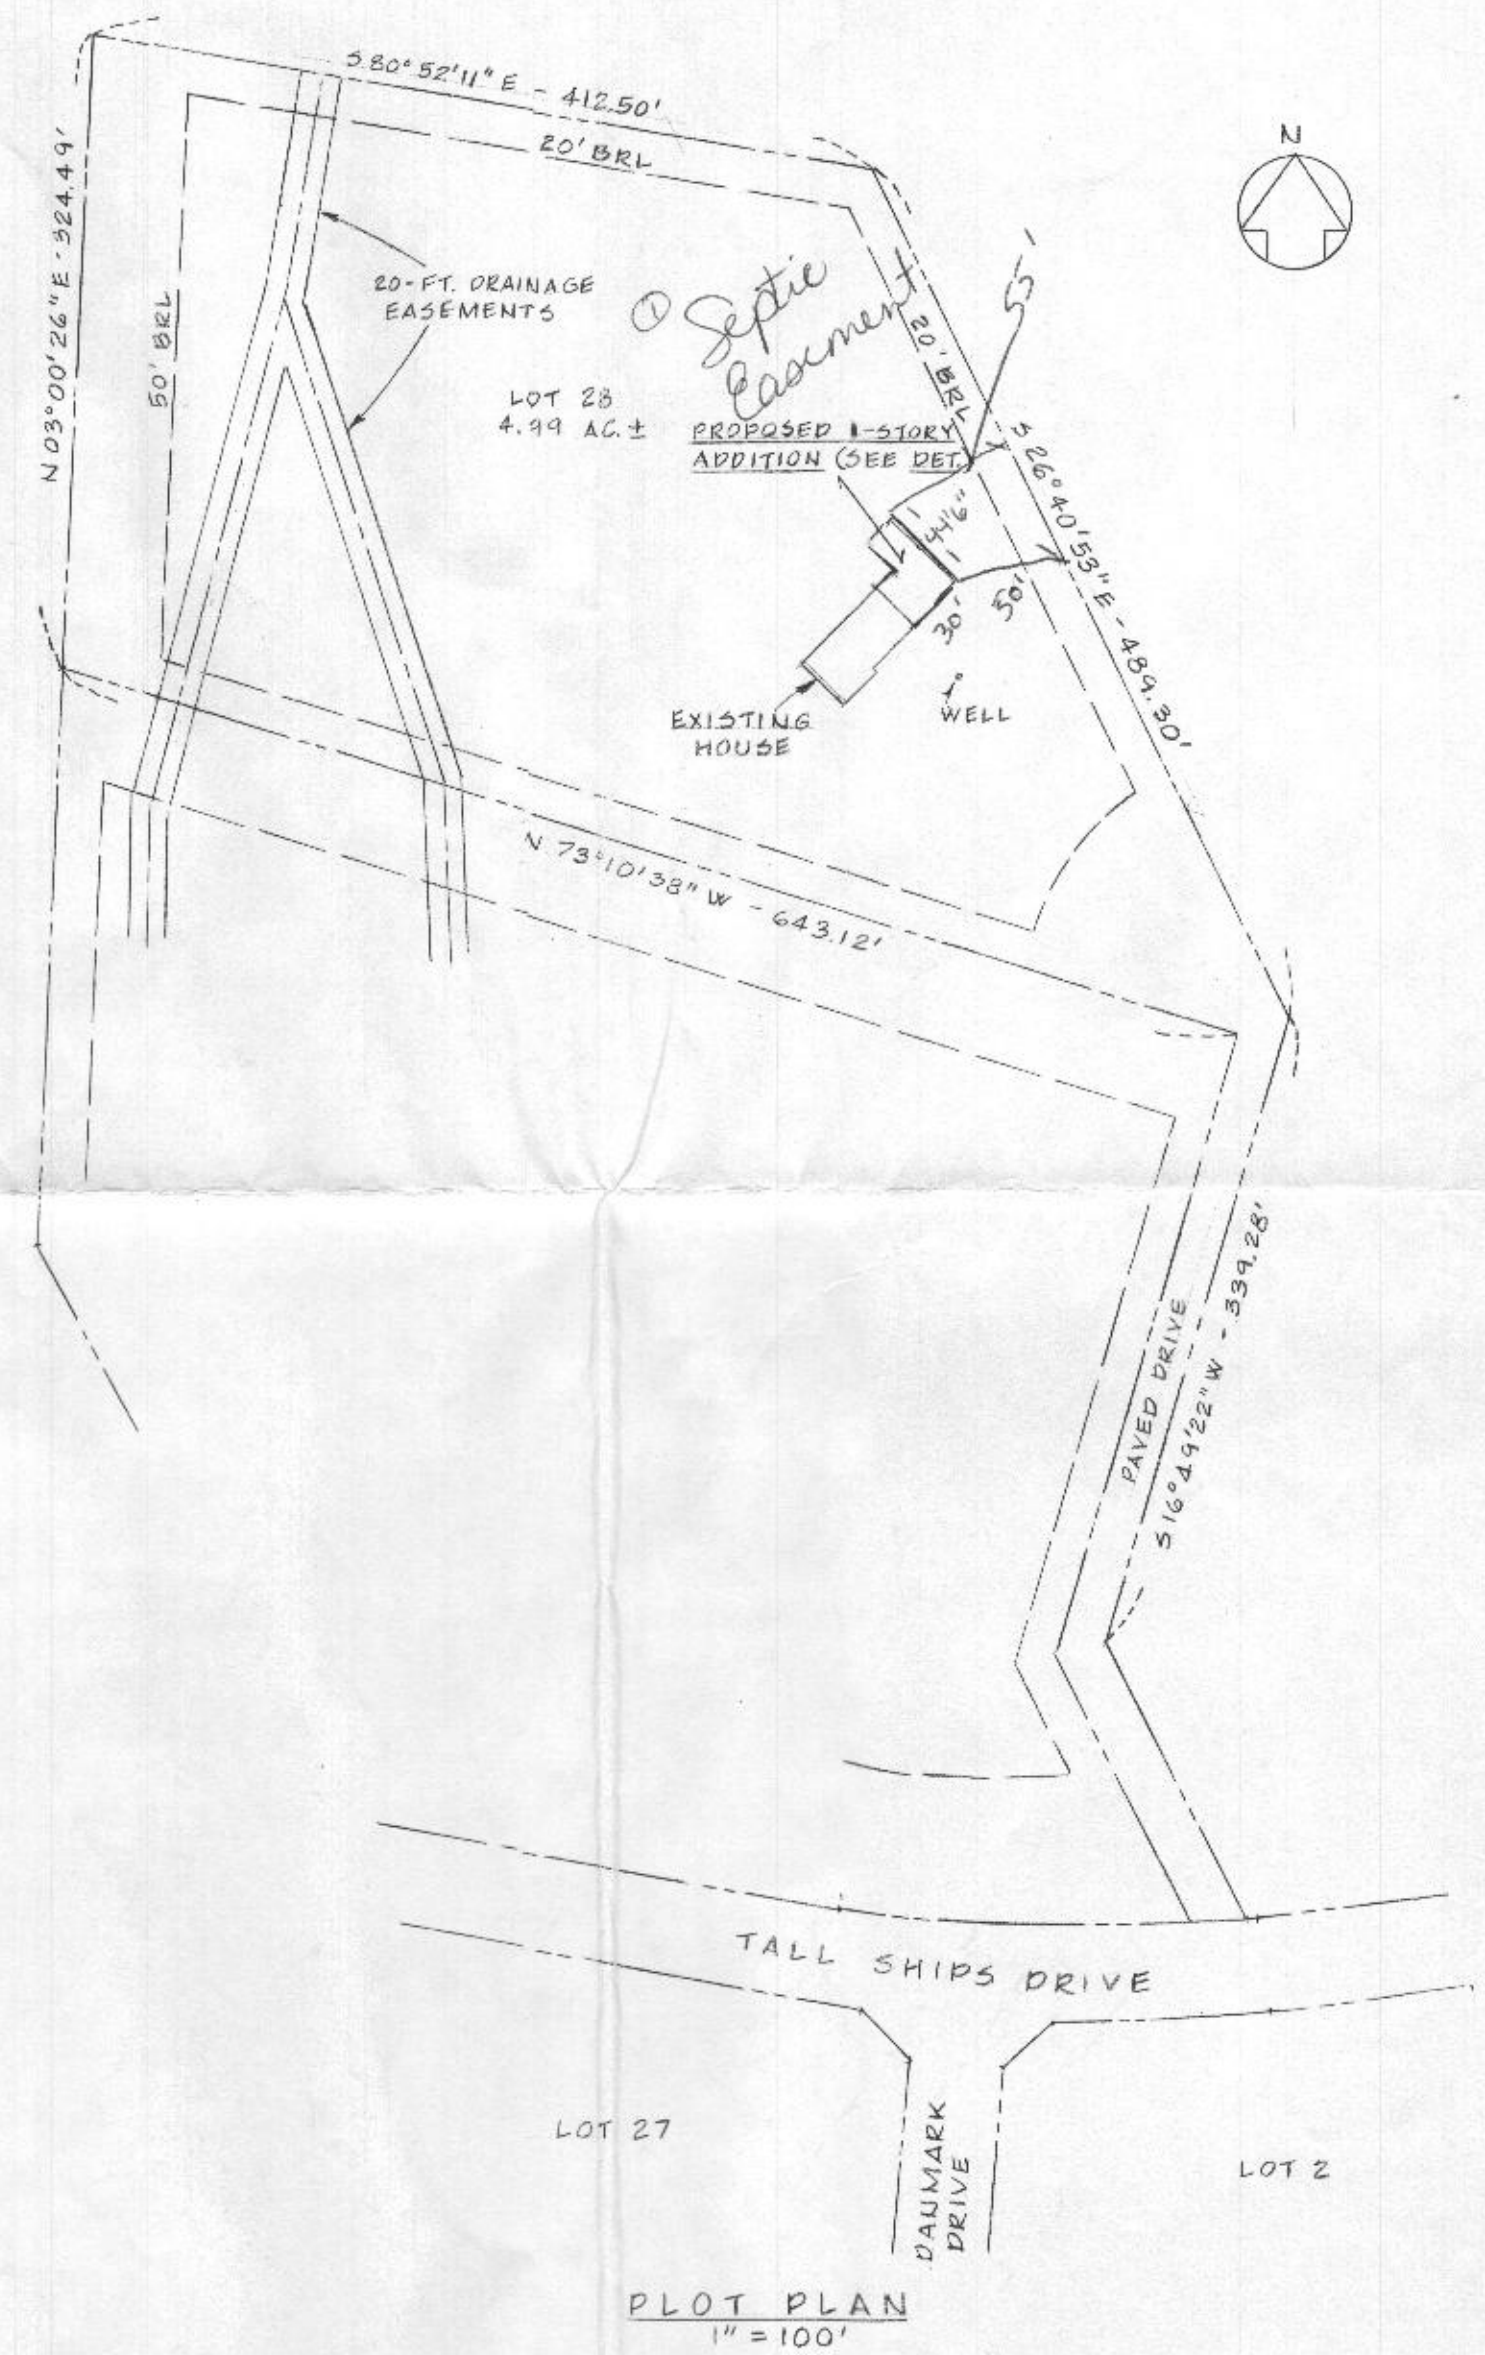 S 80° 52' 11" E - 412.50'
20' BRL
N
N 03° 00' 26" E - 324.49'
50' BRL
20-FT. DRAINAGE
EASEMENTS
① Septic
Easement
20' BRL
55'
LOT 28
4.99 AC. ±
PROPOSED 1-STORY
ADDITION (SEE DET.)
S 26° 40' 53" E - 489.30'
44'6"
50'
30'
WELL
EXISTING
HOUSE
N 73° 10' 38" W - 643.12'
PAVED DRIVE
S 16° 49' 22" W - 339.28'
TALL SHIPS DRIVE
LOT 27
DANMARK
DRIVE
LOT 2
PLOT PLAN
1" = 100'